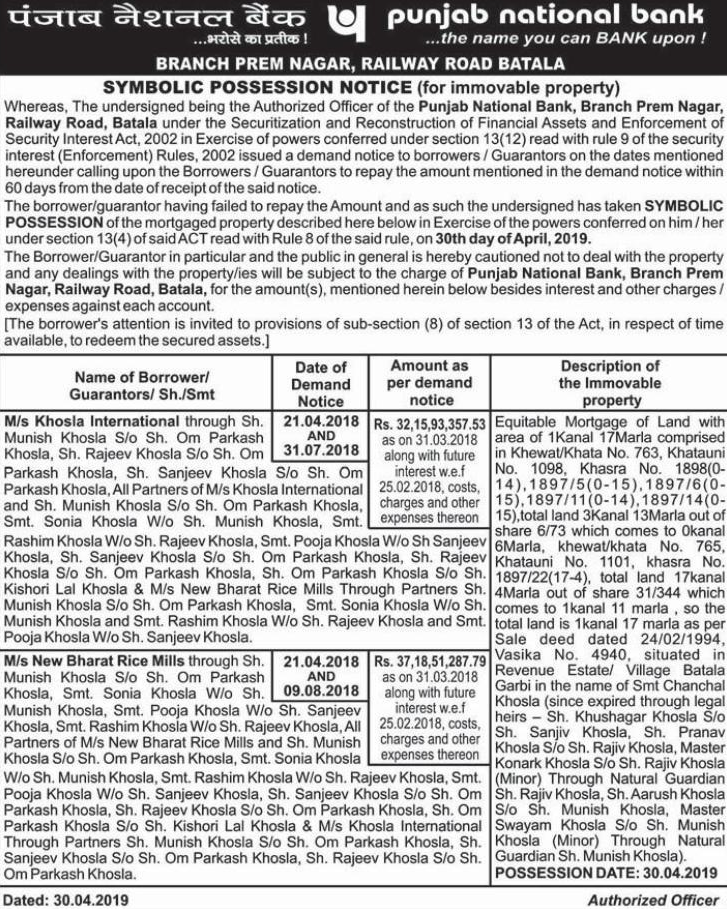 पंजाब नैशनल बैंक
...भरोसे का प्रतीक !
punjab national bank
...the name you can BANK upon !
BRANCH PREM NAGAR, RAILWAY ROAD BATALA
SYMBOLIC POSSESSION NOTICE (for immovable property)
Whereas, The undersigned being the Authorized Officer of the Punjab National Bank, Branch Prem Nagar,
Railway Road, Batala under the Securitization and Reconstruction of Financial Assets and Enforcement of
Security Interest Act, 2002 in Exercise of powers conferred under section 13(12) read with rule 9 of the security
interest (Enforcement) Rules, 2002 issued a demand notice to borrowers / Guarantors on the dates mentioned
hereunder calling upon the Borrowers / Guarantors to repay the amount mentioned in the demand notice within
60 days from the date of receipt of the said notice.
The borrower/guarantor having failed to repay the Amount and as such the undersigned has taken SYMBOLIC
POSSESSION of the mortgaged property described here below in Exercise of the powers conferred on him / her
under section 13(4) of said ACT read with Rule 8 of the said rule, on 30th day of April, 2019.
The Borrower/Guarantor in particular and the public in general is hereby cautioned not to deal with the property
and any dealings with the property/ies will be subject to the charge of Punjab National Bank, Branch Prem
Nagar, Railway Road, Batala, for the amount(s), mentioned herein below besides interest and other charges /
expenses against each account.
[The borrower's attention is invited to provisions of sub-section (8) of section 13 of the Act, in respect of time
available, to redeem the secured assets.]
Name of Borrower/
Guarantors/ Sh./Smt
Date of
Demand
Notice
Amount as
per demand
notice
Description of
the Immovable
property
M/s Khosla International through Sh.
Munish Khosla S/o Sh. Om Parkash
Khosla, Sh. Rajeev Khosla S/o Sh. Om
Parkash Khosla, Sh. Sanjeev Khosla S/o Sh. Om
Parkash Khosla, All Partners of M/s Khosla International
and Sh. Munish Khosla S/o Sh. Om Parkash Khosla,
Smt. Sonia Khosla W/o Sh. Munish Khosla, Smt.
Rashim Khosla W/o Sh. Rajeev Khosla, Smt. Pooja Khosla W/o Sh Sanjeev
Khosla, Sh. Sanjeev Khosla S/o Sh. Om Parkash Khosla, Sh. Rajeev
Khosla S/o Sh. Om Parkash Khosla, Sh. Om Parkash Khosla S/o Sh.
Kishori Lal Khosla & M/s New Bharat Rice Mills Through Partners Sh.
Munish Khosla S/o Sh. Om Parkash Khosla, Smt. Sonia Khosla W/o Sh.
Munish Khosla and Smt. Rashim Khosla W/o Sh. Rajeev Khosla and Smt.
Pooja Khosla W/o Sh. Sanjeev Khosla.
21.04.2018
AND
31.07.2018
Rs. 32,15,93,357.53
as on 31.03.2018
along with future
interest w.e.f
25.02.2018, costs,
charges and other
expenses thereon
M/s New Bharat Rice Mills through Sh.
Munish Khosla S/o Sh. Om Parkash
Khosla, Smt. Sonia Khosla W/o Sh.
Munish Khosla, Smt. Pooja Khosla W/o Sh. Sanjeev
Khosla, Smt. Rashim Khosla W/o Sh. Rajeev Khosla, All
Partners of M/s New Bharat Rice Mills and Sh. Munish
Khosla S/o Sh. Om Parkash Khosla, Smt. Sonia Khosla
W/o Sh. Munish Khosla, Smt. Rashim Khosla W/o Sh. Rajeev Khosla, Smt.
Pooja Khosla W/o Sh. Sanjeev Khosla, Sh. Sanjeev Khosla S/o Sh. Om
Parkash Khosla, Sh. Rajeev Khosla S/o Sh. Om Parkash Khosla, Sh. Om
Parkash Khosla S/o Sh. Kishori Lal Khosla & M/s Khosla International
Through Partners Sh. Munish Khosla S/o Sh. Om Parkash Khosla, Sh.
Sanjeev Khosla S/o Sh. Om Parkash Khosla, Sh. Rajeev Khosla S/o Sh.
Om Parkash Khosla.
21.04.2018
AND
09.08.2018
Rs. 37,18,51,287.79
as on 31.03.2018
along with future
interest w.e.f
25.02.2018, costs,
charges and other
expenses thereon
Equitable Mortgage of Land with
area of 1Kanal 17Marla comprised
in Khewat/Khata No. 763, Khatauni
No. 1098, Khasra No. 1898(0-
14),1897/5(0-15),1897/6(0-
15),1897/11(0-14),1897/14(0-
15),total land 3Kanal 13Marla out of
share 6/73 which comes to 0kanal
6Marla, khewat/khata No. 765,
Khatauni No. 1101, khasra No.
1897/22(17-4), total land 17kanal
4Marla out of share 31/344 which
comes to 1kanal 11 marla , so the
total land is 1kanal 17 marla as per
Sale deed dated 24/02/1994,
Vasika No. 4940, situated in
Revenue Estate/ Village Batala
Garbi in the name of Smt Chanchal
Khosla (since expired through legal
heirs – Sh. Khushagar Khosla S/o
Sh. Sanjiv Khosla, Sh. Pranav
Khosla S/o Sh. Rajiv Khosla, Master
Konark Khosla S/o Sh. Rajiv Khosla
(Minor) Through Natural Guardian
Sh. Rajiv Khosla, Sh. Aarush Khosla
S/o Sh. Munish Khosla, Master
Swayam Khosla S/o Sh. Munish
Khosla (Minor) Through Natural
Guardian Sh. Munish Khosla).
POSSESSION DATE: 30.04.2019
Dated: 30.04.2019
Authorized Officer